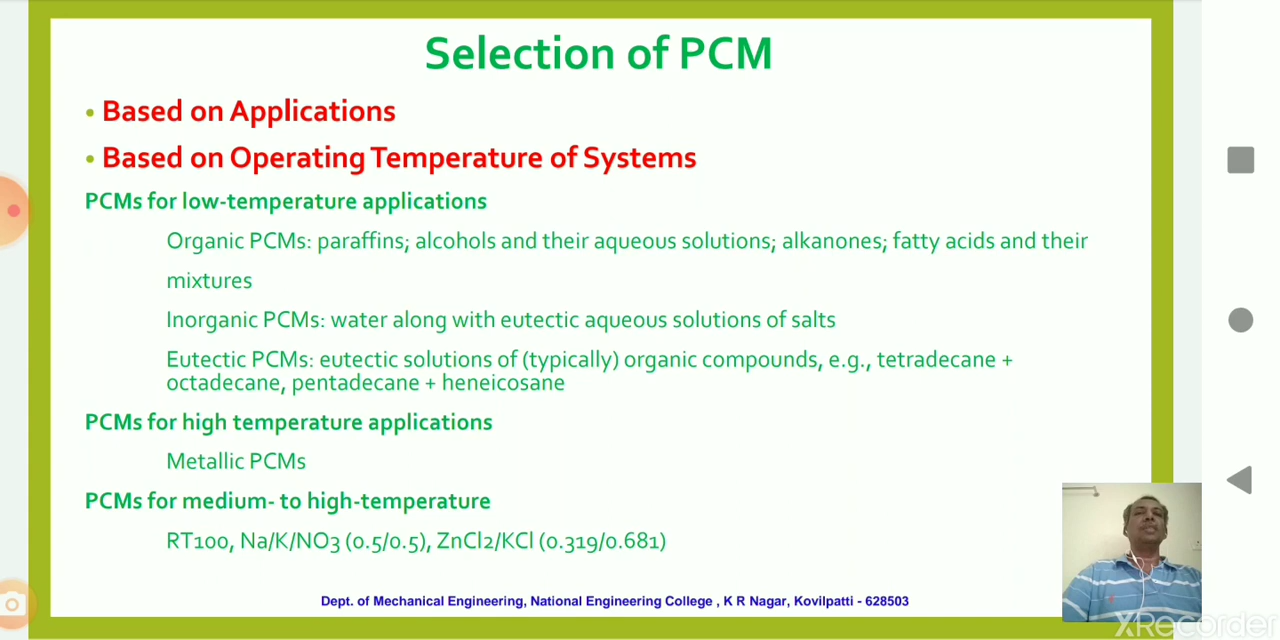 Selection of PCM
• Based on Applications
• Based on Operating Temperature of Systems
PCMs for low-temperature applications
Organic PCMs: paraffins; alcohols and their aqueous solutions; alkanones; fatty acids and their
mixtures
Inorganic PCMs: water along with eutectic aqueous solutions of salts
Eutectic PCMs: eutectic solutions of (typically) organic compounds, e.g., tetradecane +
octadecane, pentadecane + heneicosane
PCMs for high temperature applications
Metallic PCMs
PCMs for medium- to high-temperature
RT100, Na/K/NO3 (0.5/0.5), ZnCl2/KCl (0.319/0.681)
Dept. of Mechanical Engineering, National Engineering College , K R Nagar, Kovilpatti - 628503
XRecorder